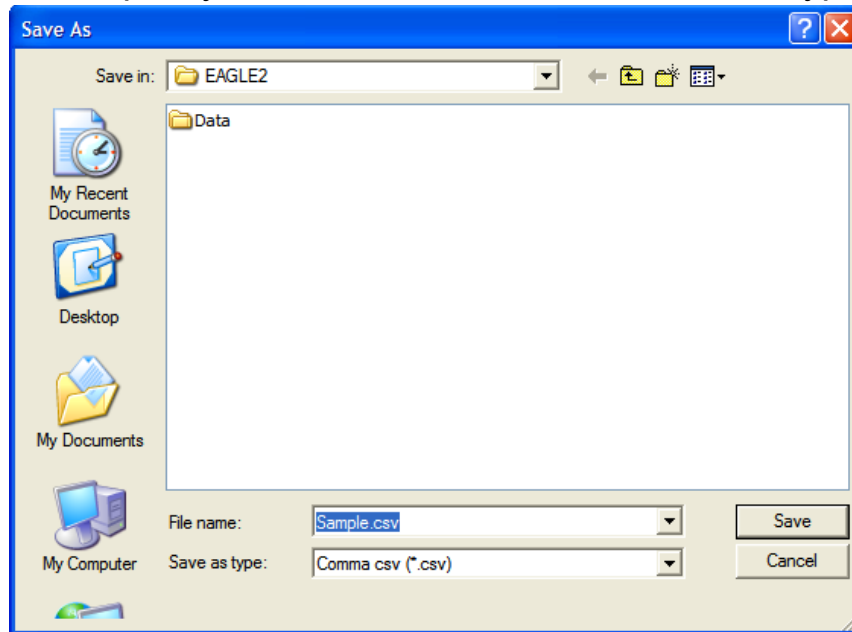 Save As
Save in: EAGLE2
Data
My Recent
Documents
Desktop
My Documents
My Computer
File name: Sample.csv Save
Save as type: Comma csv (*.csv) Cancel